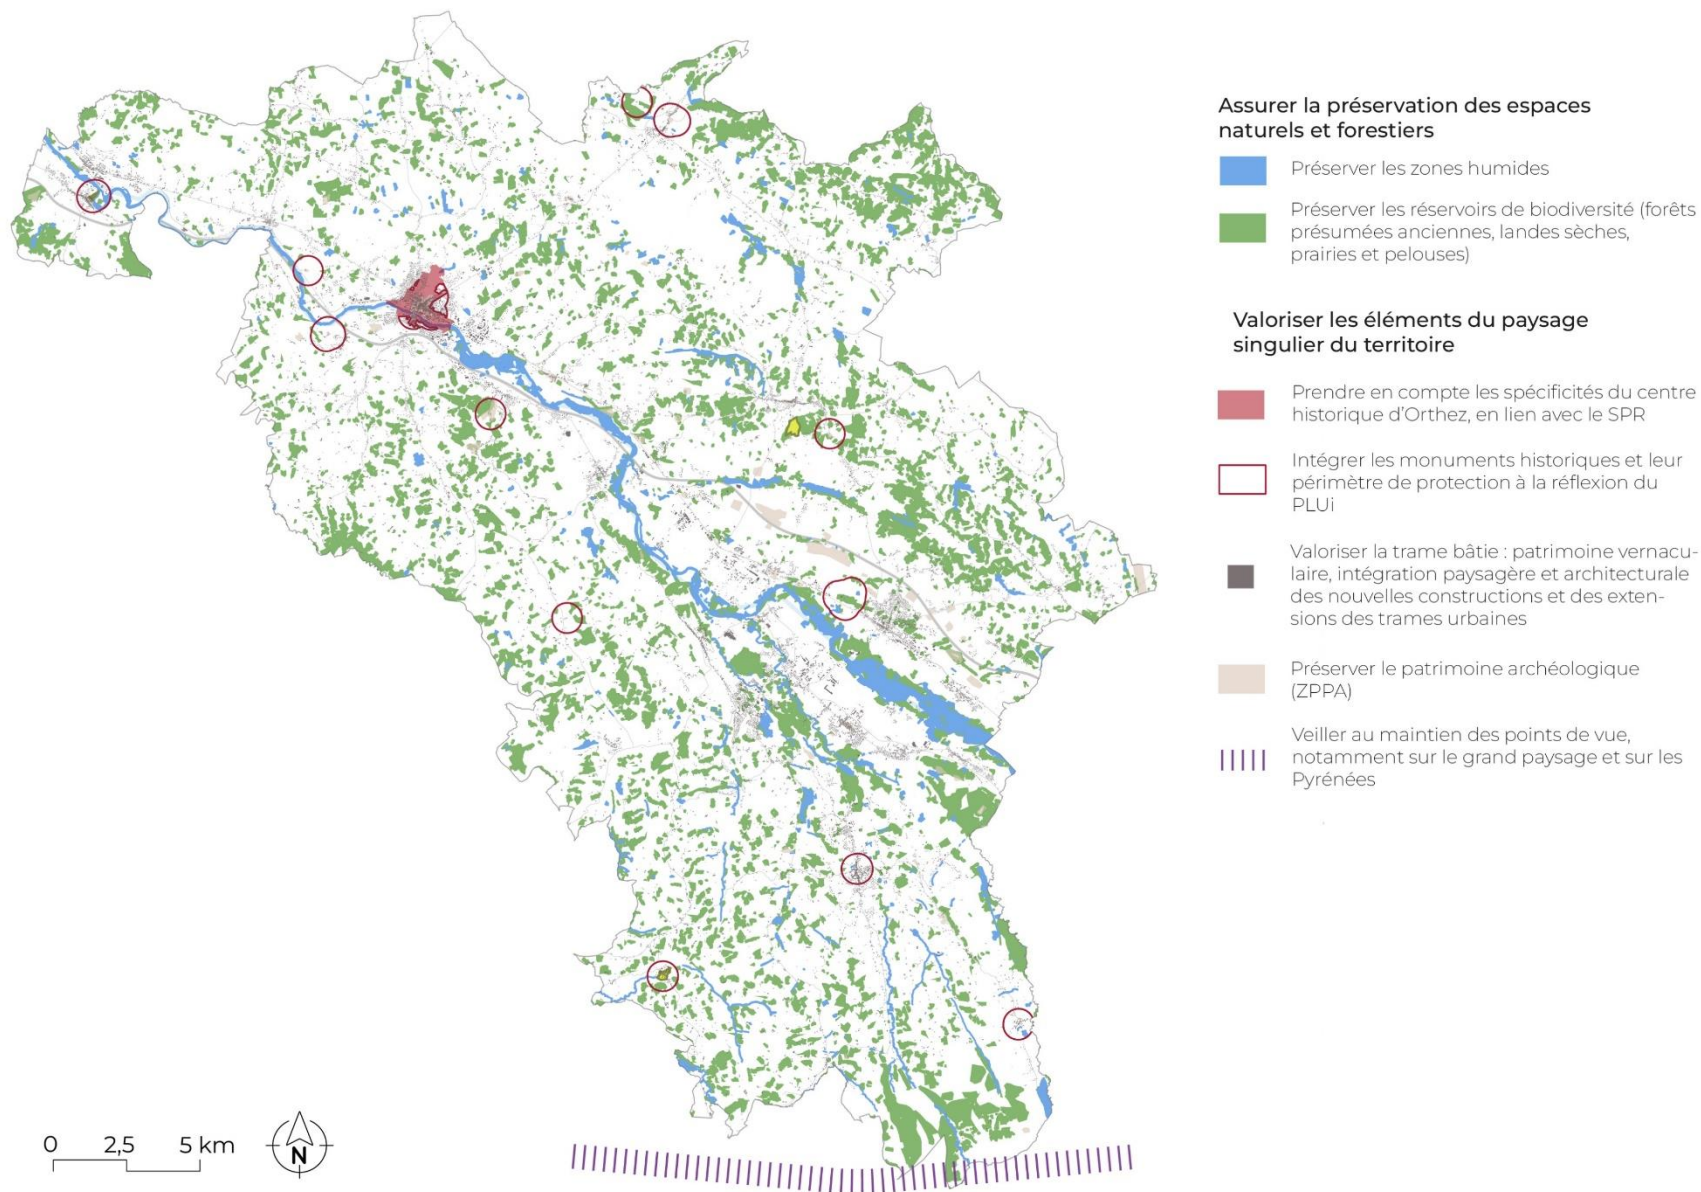 Assurer la préservation des espaces
naturels et forestiers
Préserver les zones humides
Préserver les réservoirs de biodiversité (forêts
présumées anciennes, landes sèches,
prairies et pelouses)
Valoriser les éléments du paysage
singulier du territoire
Prendre en compte les spécificités du centre
historique d'Orthez, en lien avec le SPR
Intégrer les monuments historiques et leur
périmètre de protection à la réflexion du
PLUi
Valoriser la trame bâtie : patrimoine vernacu-
laire, intégration paysagère et architecturale
des nouvelles constructions et des exten-
sions des trames urbaines
Préserver le patrimoine archéologique
(ZPPA)
Veiller au maintien des points de vue,
notamment sur le grand paysage et sur les
Pyrénées
0 2,5 5 km
N